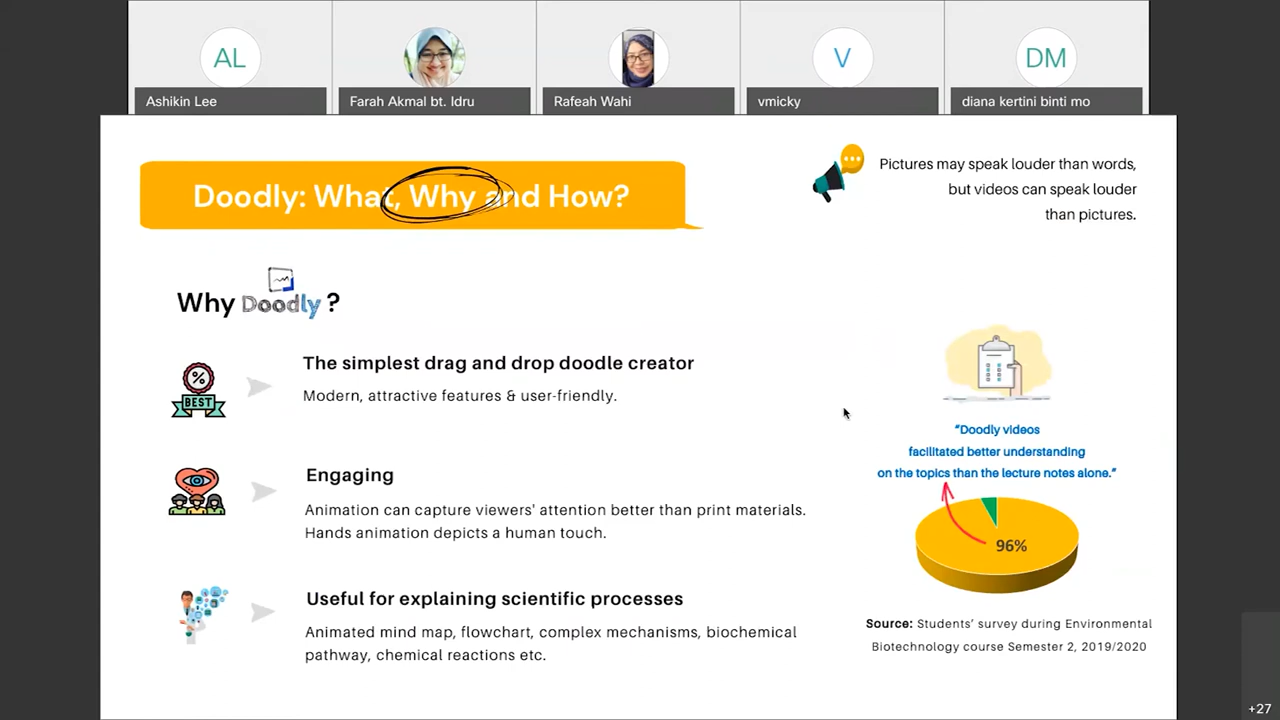 AL
V
DM
Ashikin Lee
Farah Akmal bt. Idru
Rafeah Wahi
vmicky
diana kertini binti mo
Doodly: What, Why and How?
Pictures may speak louder than words,
but videos can speak louder
than pictures.
Why Doodly ?
The simplest drag and drop doodle creator
Modern, attractive features & user-friendly.
BEST
Engaging
Animation can capture viewers' attention better than print materials.
Hands animation depicts a human touch.
Useful for explaining scientific processes
Animated mind map, flowchart, complex mechanisms, biochemical
pathway, chemical reactions etc.
“Doodly videos
facilitated better understanding
on the topics than the lecture notes alone.”
96%
Source: Students’ survey during Environmental
Biotechnology course Semester 2, 2019/2020
+27